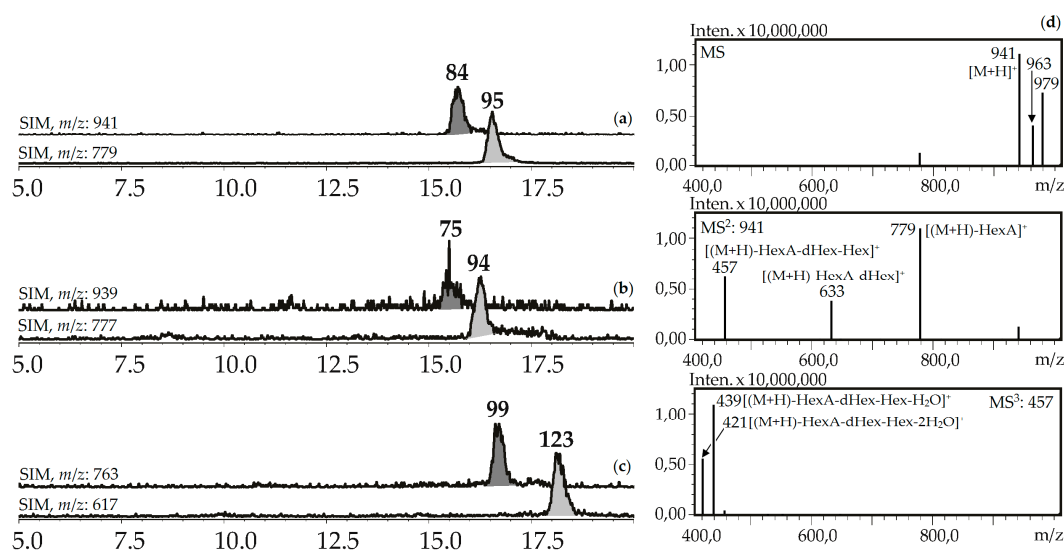 84
95
SIM, m/z: 941
SIM, m/z: 779
(a)
5.0 7.5 10.0 12.5 15.0 17.5
75
94
SIM, m/z: 939
SIM, m/z: 777
(b)
5.0 7.5 10.0 12.5 15.0 17.5
99
123
SIM, m/z: 763
SIM, m/z: 617
(c)
5.0 7.5 10.0 12.5 15.0 17.5
(d)
Inten. x 10,000,000
MS
941
[M+H]+
963
979
1,00
0,50
0,00
400,0 600,0 800,0 m/z
Inten. x 10,000,000
MS2: 941
779 [(M+H)-HexA]+
[(M+H)-HexA-dHex-Hex]+
457
[(M+H) HexA dHex]+
633
1,00
0,50
0,00
400,0 600,0 800,0 m/z
Inten. x 10,000,000
439[(M+H)-HexA-dHex-Hex-H2O]+
MS3: 457
421[(M+H)-HexA-dHex-Hex-2H2O]+
1,00
0,50
0,00
400,0 600,0 800,0 m/z